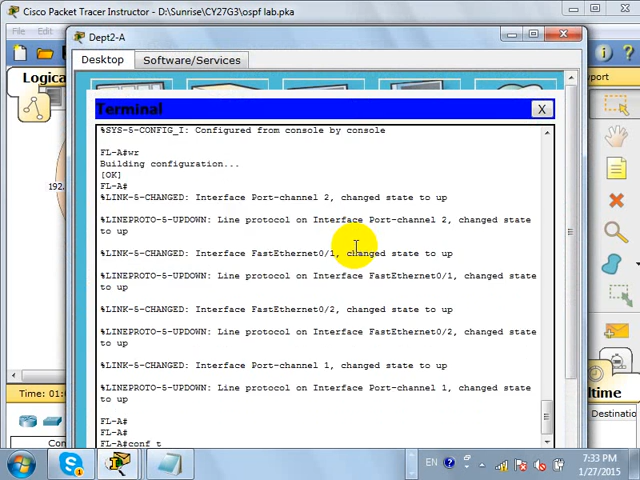 Cisco Packet Tracer Instructor - D:\Sunrise\CY27G3\ospf lab.pka
File
Dept2-A
Logica
Desktop
Software/Services
port
Terminal
X
%SYS-5-CONFIG_I: Configured from console by console
FL-A#wr
Building configuration...
[OK]
FL-A#
%LINK-5-CHANGED: Interface Port-channel 2, changed state to up
%LINEPROTO-5-UPDOWN: Line protocol on Interface Port-channel 2, changed state
to up
%LINK-5-CHANGED: Interface FastEthernet0/1, changed state to up
%LINEPROTO-5-UPDOWN: Line protocol on Interface FastEthernet0/1, changed state
to up
%LINK-5-CHANGED: Interface FastEthernet0/2, changed state to up
%LINEPROTO-5-UPDOWN: Line protocol on Interface FastEthernet0/2, changed state
to up
%LINK-5-CHANGED: Interface Port-channel 1, changed state to up
%LINEPROTO-5-UPDOWN: Line protocol on Interface Port-channel 1, changed state
to up
FL-A#
FL-A#
FL-A#conf t
192.
Time: 01:
ltime
Con
Destinatio
EN
7:33 PM
1/27/2015